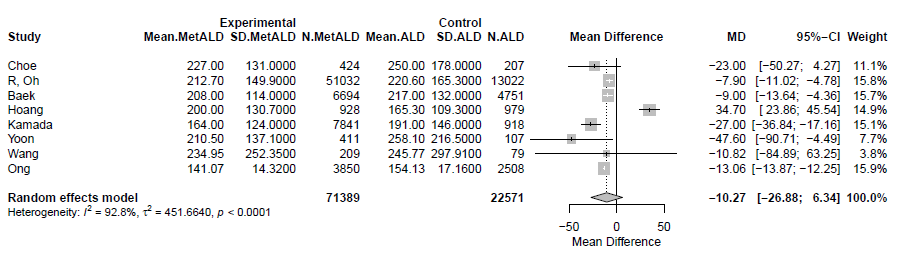 Experimental Control
Study Mean.MetALD SD.MetALD N.MetALD Mean.ALD SD.ALD N.ALD Mean Difference MD 95%−CI Weight
Choe 227.00 131.0000 424 250.00 178.0000 207 −23.00 [−50.27; 4.27] 11.1%
R, Oh 212.70 149.9000 51032 220.60 165.3000 13022 −7.90 [−11.02; −4.78] 15.8%
Baek 208.00 114.0000 6694 217.00 132.0000 4751 −9.00 [−13.64; −4.36] 15.7%
Hoang 200.00 130.7000 928 165.30 109.3000 979 34.70 [ 23.86; 45.54] 14.9%
Kamada 164.00 124.0000 7841 191.00 146.0000 918 −27.00 [−36.84; −17.16] 15.1%
Yoon 210.50 137.1000 411 258.10 216.5000 107 −47.60 [−90.71; −4.49] 7.7%
Wang 234.95 252.3500 209 245.77 297.9100 79 −10.82 [−84.89; 63.25] 3.8%
Ong 141.07 14.3200 3850 154.13 17.1600 2508 −13.06 [−13.87; −12.25] 15.9%
Random effects model 71389 22571 −10.27 [−26.88; 6.34] 100.0%
Heterogeneity: I² = 92.8%, τ² = 451.6640, p < 0.0001
−50 0 50
Mean Difference